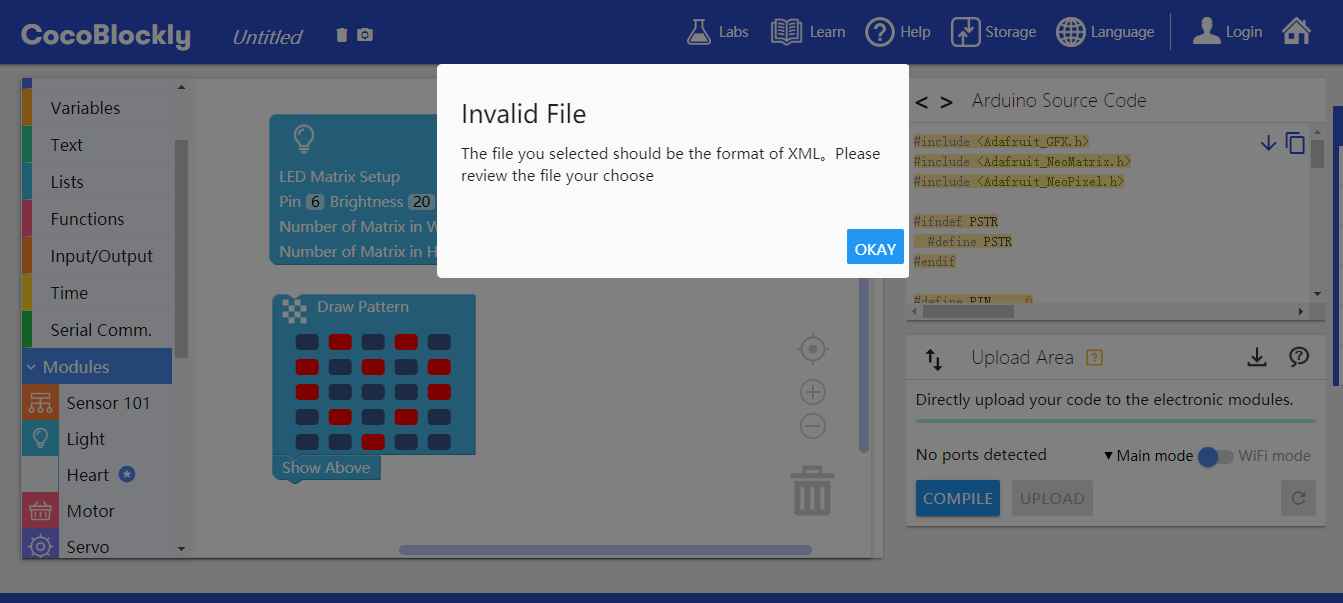 CocoBlockly
Untitled
Labs
Learn
Help
Storage
Language
Login
Variables
Text
Lists
Functions
Input/Output
Time
Serial Comm.
Modules
Sensor 101
Light
Heart
Motor
Servo
LED Matrix Setup
Pin 6 Brightness 20
Number of Matrix in W
Number of Matrix in H
Draw Pattern
Show Above
Invalid File
The file you selected should be the format of XML。Please
review the file your choose
OKAY
< > Arduino Source Code
#include <Adafruit_GFX.h>
#include <Adafruit_NeoMatrix.h>
#include <Adafruit_NeoPixel.h>
#ifndef PSTR
#define PSTR
#endif
#define PIN 6
Upload Area ?
Directly upload your code to the electronic modules.
No ports detected
▼ Main mode
WiFi mode
COMPILE
UPLOAD